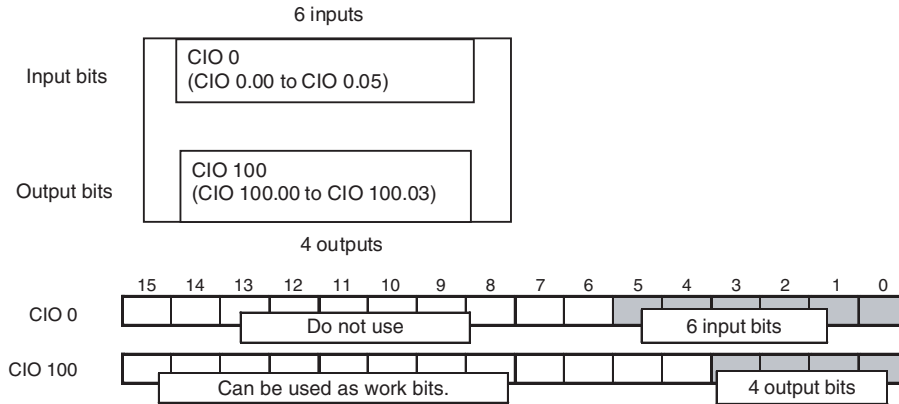 6 inputs
Input bits
CIO 0
(CIO 0.00 to CIO 0.05)
Output bits
CIO 100
(CIO 100.00 to CIO 100.03)
4 outputs
15 14 13 12 11 10 9 8 7 6 5 4 3 2 1 0
CIO 0
Do not use
6 input bits
CIO 100
Can be used as work bits.
4 output bits